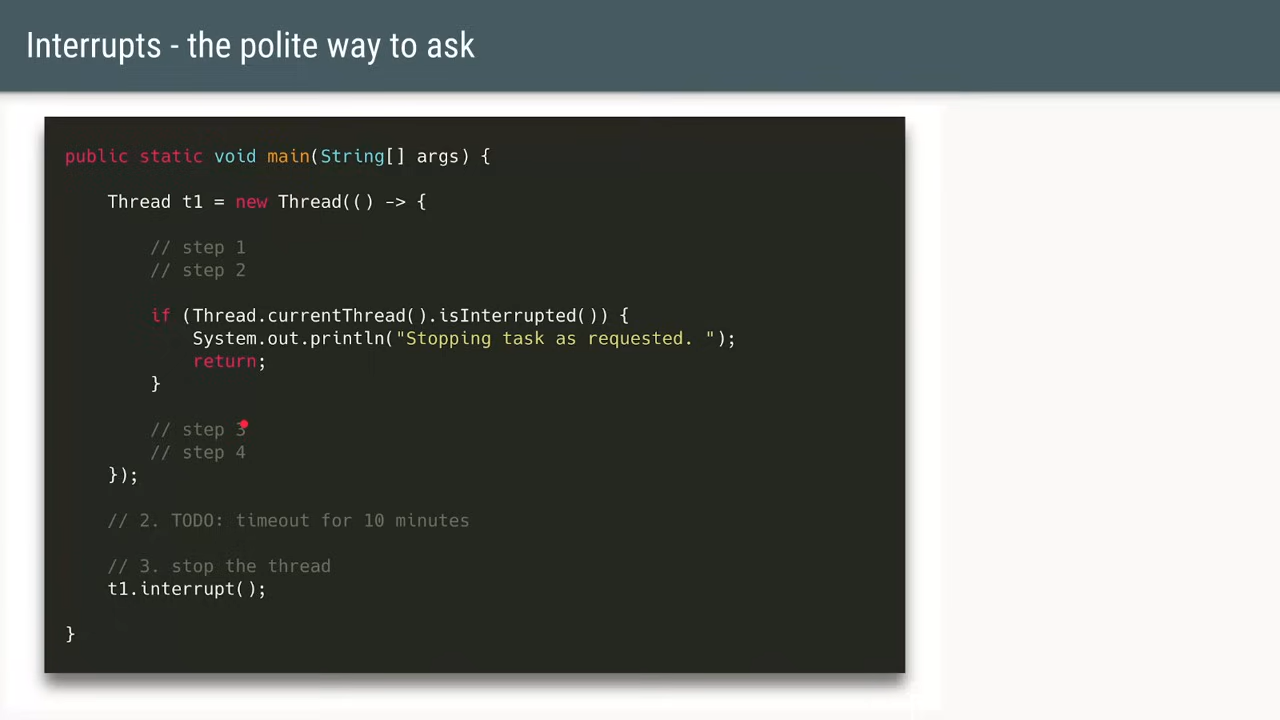 Interrupts - the polite way to ask
public static void main(String[] args) {
Thread t1 = new Thread(() -> {
// step 1
// step 2
if (Thread.currentThread().isInterrupted()) {
System.out.println("Stopping task as requested. ");
return;
}
// step 3
// step 4
});
// 2. TODO: timeout for 10 minutes
// 3. stop the thread
t1.interrupt();
}